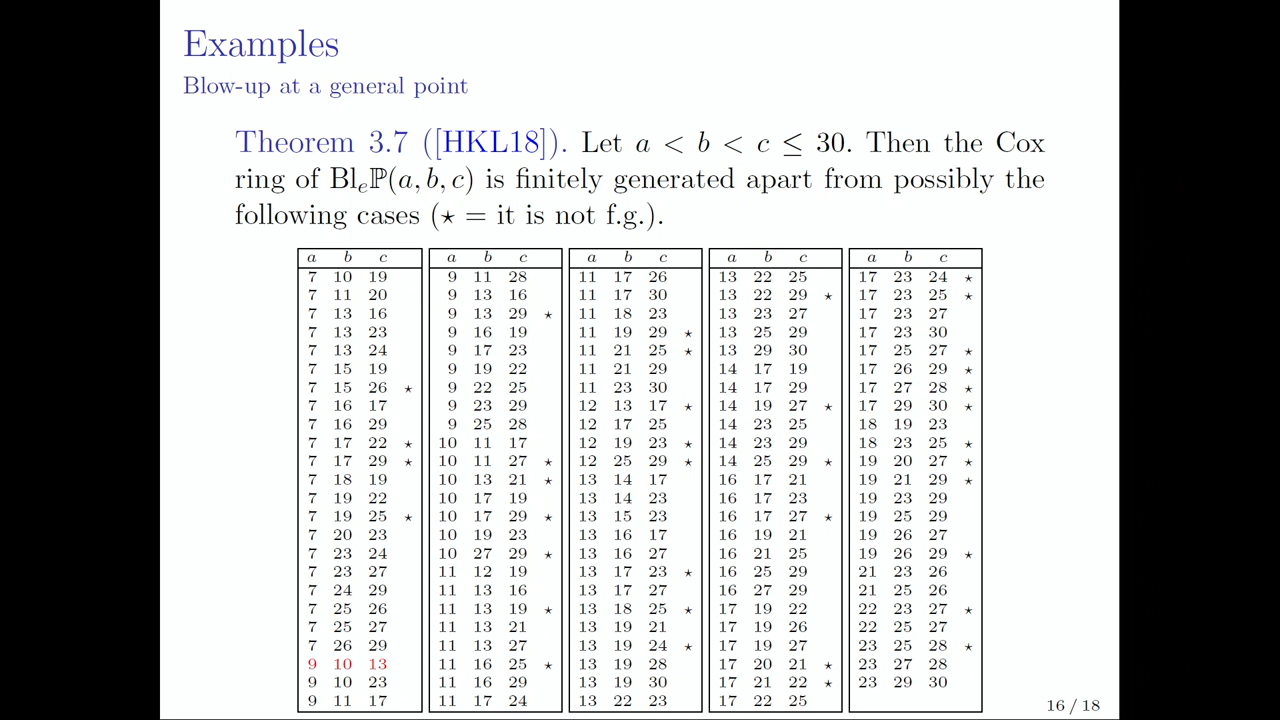 Examples
Blow-up at a general point
Theorem 3.7 ([HKL18]). Let a < b < c ≤ 30. Then the Cox
ring of Bl_eℙ(a, b, c) is finitely generated apart from possibly the
following cases (⋆ = it is not f.g.).
a b c a b c a b c a b c a b c
7 10 19 9 11 28 11 17 26 13 22 25 17 23 24 ⋆
7 11 20 9 13 16 11 17 30 13 22 29 ⋆ 17 23 25 ⋆
7 13 16 9 13 29 ⋆ 11 18 23 13 23 27 17 23 27
7 13 23 9 16 19 11 19 29 ⋆ 13 25 29 17 23 30
7 13 24 9 17 23 11 21 25 ⋆ 13 29 30 17 25 27 ⋆
7 15 19 9 19 22 11 21 29 14 17 19 17 26 29 ⋆
7 15 26 ⋆ 9 22 25 11 23 30 14 17 29 17 27 28 ⋆
7 16 17 9 23 29 12 13 17 ⋆ 14 19 27 ⋆ 17 29 30 ⋆
7 16 29 9 25 28 12 17 25 14 23 25 18 19 23
7 17 22 ⋆ 10 11 17 12 19 23 ⋆ 14 23 29 18 23 25 ⋆
7 17 29 ⋆ 10 11 27 ⋆ 12 25 29 ⋆ 14 25 29 ⋆ 19 20 27 ⋆
7 18 19 10 13 21 ⋆ 13 14 17 16 17 21 19 21 29 ⋆
7 19 22 10 17 19 13 14 23 16 17 23 19 23 29
7 19 25 ⋆ 10 17 29 ⋆ 13 15 23 16 17 27 ⋆ 19 25 29
7 20 23 10 19 23 13 16 17 16 19 21 19 26 27
7 23 24 10 27 29 ⋆ 13 16 27 16 21 25 19 26 29 ⋆
7 23 27 11 12 19 13 17 23 ⋆ 16 25 29 21 23 26
7 24 29 11 13 16 13 17 27 16 27 29 21 25 26
7 25 26 11 13 19 ⋆ 13 18 25 ⋆ 17 19 22 22 23 27 ⋆
7 25 27 11 13 21 13 19 21 17 19 26 22 25 27
7 26 29 11 13 27 13 19 24 ⋆ 17 19 27 23 25 28 ⋆
9 10 13 11 16 25 ⋆ 13 19 28 17 20 21 ⋆ 23 27 28
9 10 23 11 16 29 13 19 30 17 21 22 ⋆ 23 29 30
9 11 17 11 17 24 13 22 23 17 22 25
16 / 18